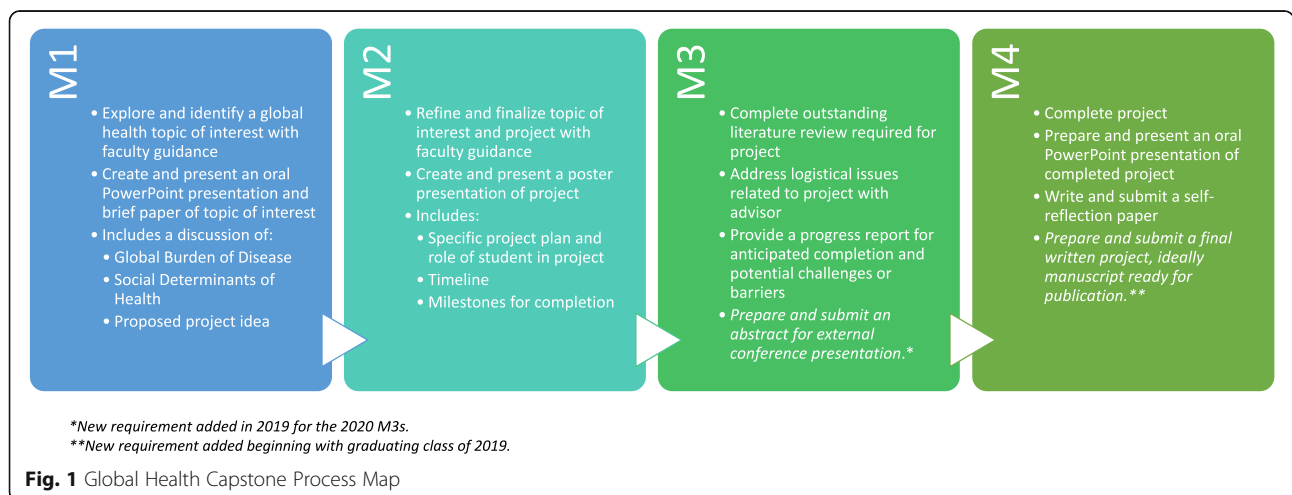 M1
• Explore and identify a global
health topic of interest with
faculty guidance
• Create and present an oral
PowerPoint presentation and
brief paper of topic of interest
• Includes a discussion of:
• Global Burden of Disease
• Social Determinants of
Health
• Proposed project idea
M2
• Refine and finalize topic of
interest and project with
faculty guidance
• Create and present a poster
presentation of project
• Includes:
• Specific project plan and
role of student in project
• Timeline
• Milestones for completion
M3
• Complete outstanding
literature review required for
project
• Address logistical issues
related to project with
advisor
• Provide a progress report for
anticipated completion and
potential challenges or
barriers
• Prepare and submit an
abstract for external
conference presentation.*
M4
• Complete project
• Prepare and present an oral
PowerPoint presentation of
completed project
• Write and submit a self-
reflection paper
• Prepare and submit a final
written project, ideally
manuscript ready for
publication.**
*New requirement added in 2019 for the 2020 M3s.
**New requirement added beginning with graduating class of 2019.
Fig. 1 Global Health Capstone Process Map